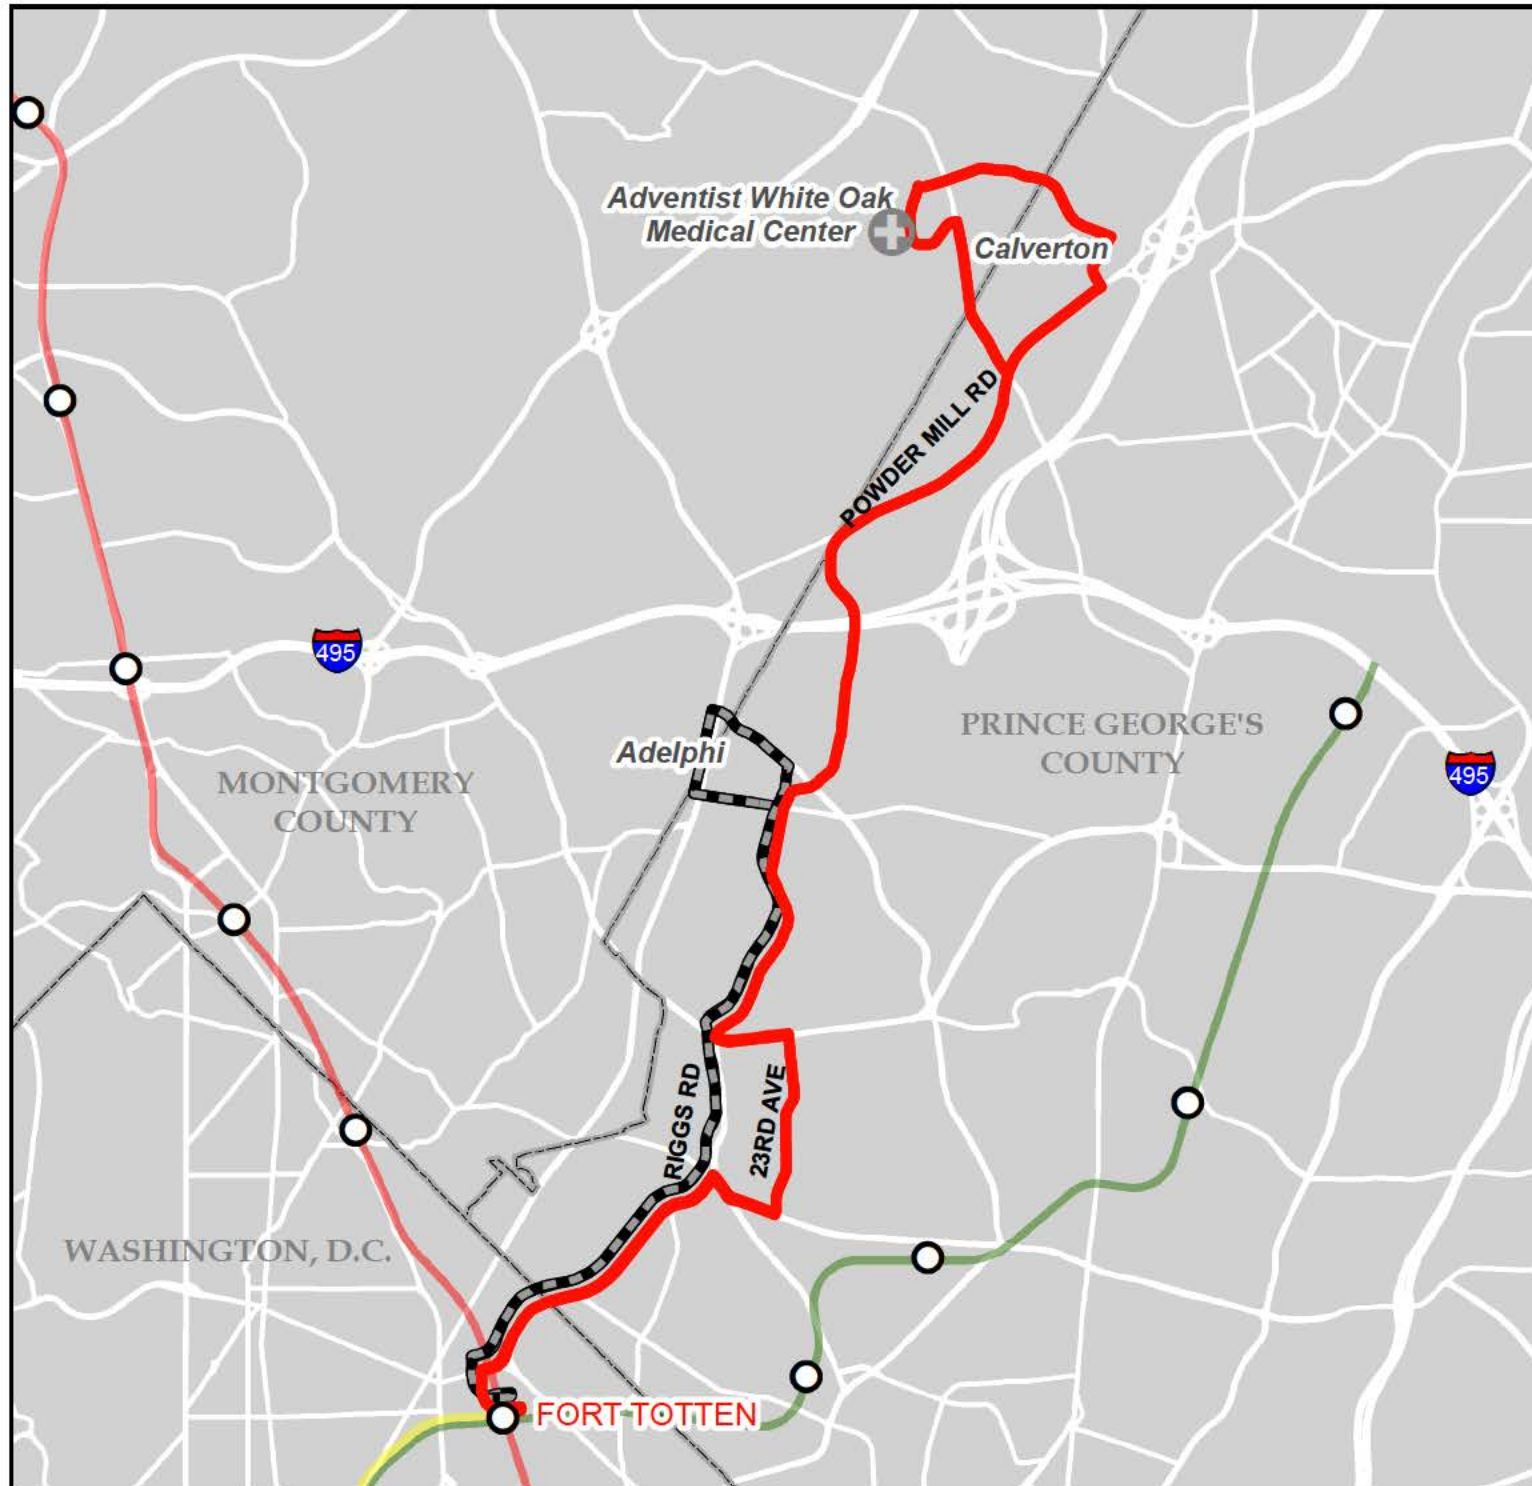 Adventist White Oak
Medical Center
Calverton
POWDER MILL RD
495
PRINCE GEORGE'S
COUNTY
Adelphi
495
MONTGOMERY
COUNTY
RIGGS RD
23RD AVE
WASHINGTON, D.C.
FORT TOTTEN